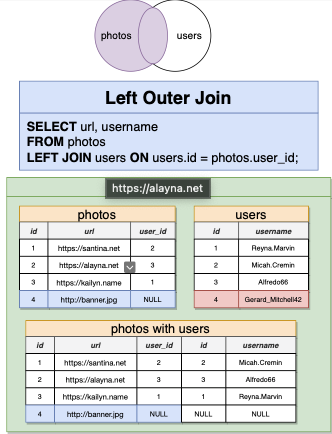 photos users
Left Outer Join
SELECT url, username
FROM photos
LEFT JOIN users ON users.id = photos.user_id;
https://alayna.net
photos
id url user_id
1 https://santina.net 2
2 https://alayna.net 3
3 https://kailyn.name 1
4 http://banner.jpg NULL
users
id username
1 Reyna.Marvin
2 Micah.Cremin
3 Alfredo66
4 Gerard_Mitchell42
photos with users
id url user_id id username
1 https://santina.net 2 2 Micah.Cremin
2 https://alayna.net 3 3 Alfredo66
3 https://kailyn.name 1 1 Reyna.Marvin
4 http://banner.jpg NULL NULL NULL